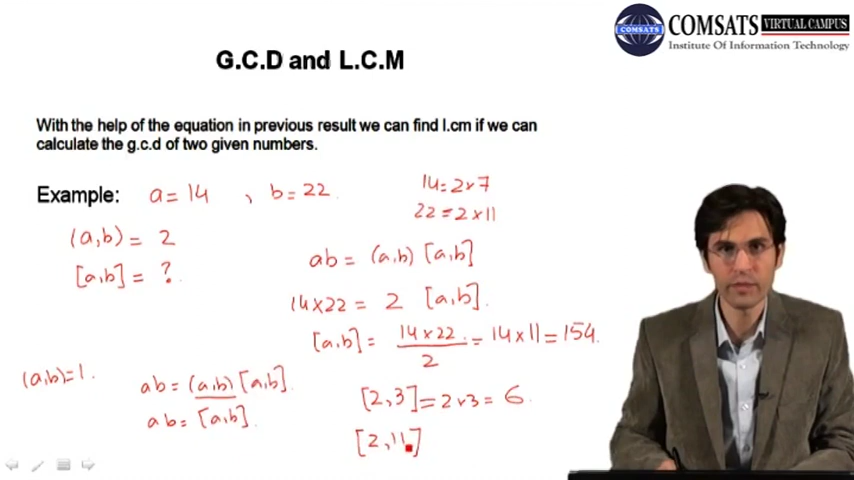 COMSATS VIRTUAL CAMPUS
COMSATS
Institute Of Information Technology
G.C.D and L.C.M
With the help of the equation in previous result we can find l.cm if we can
calculate the g.c.d of two given numbers.
Example: a = 14 , b = 22
14 = 2 × 7
22 = 2 × 11
(a,b) = 2
[a,b] = ?
ab = (a,b) [a,b]
14×22 = 2 [a,b].
[a,b] = 14 × 22 / 2 = 14 × 11 = 154.
(a,b)=1.
ab = (a,b) [a,b].
ab = [a,b].
[2,3] = 2×3 = 6.
[2,11]